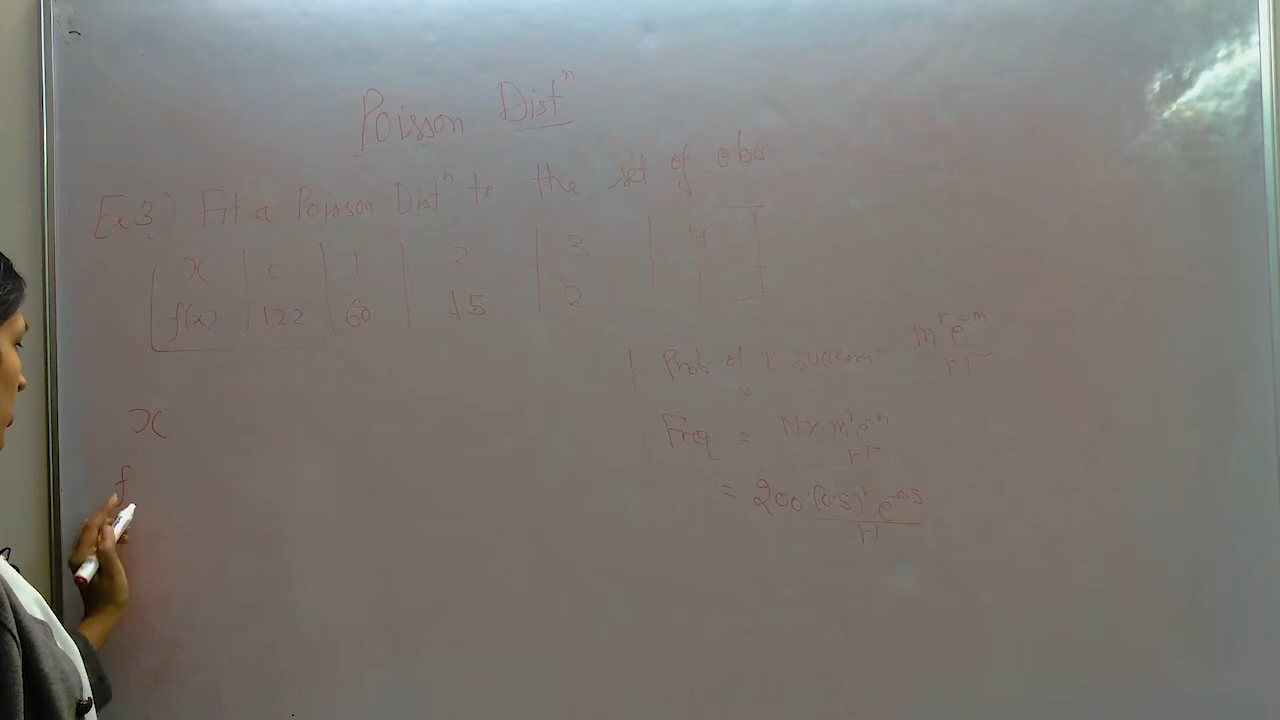 Poisson Distⁿ
Ex 3) Fit a Poisson Distⁿ to the set of obs.
x | 0 | 1 | 2 | 3 | 4
f(x) | 122 | 60 | 15 | 2 | 1
Prob of r success = m^r e^-m / r!
Freq = N × m^r e^-m / r!
= 200·(0.5)^r e^-0.5 / r!
x
f